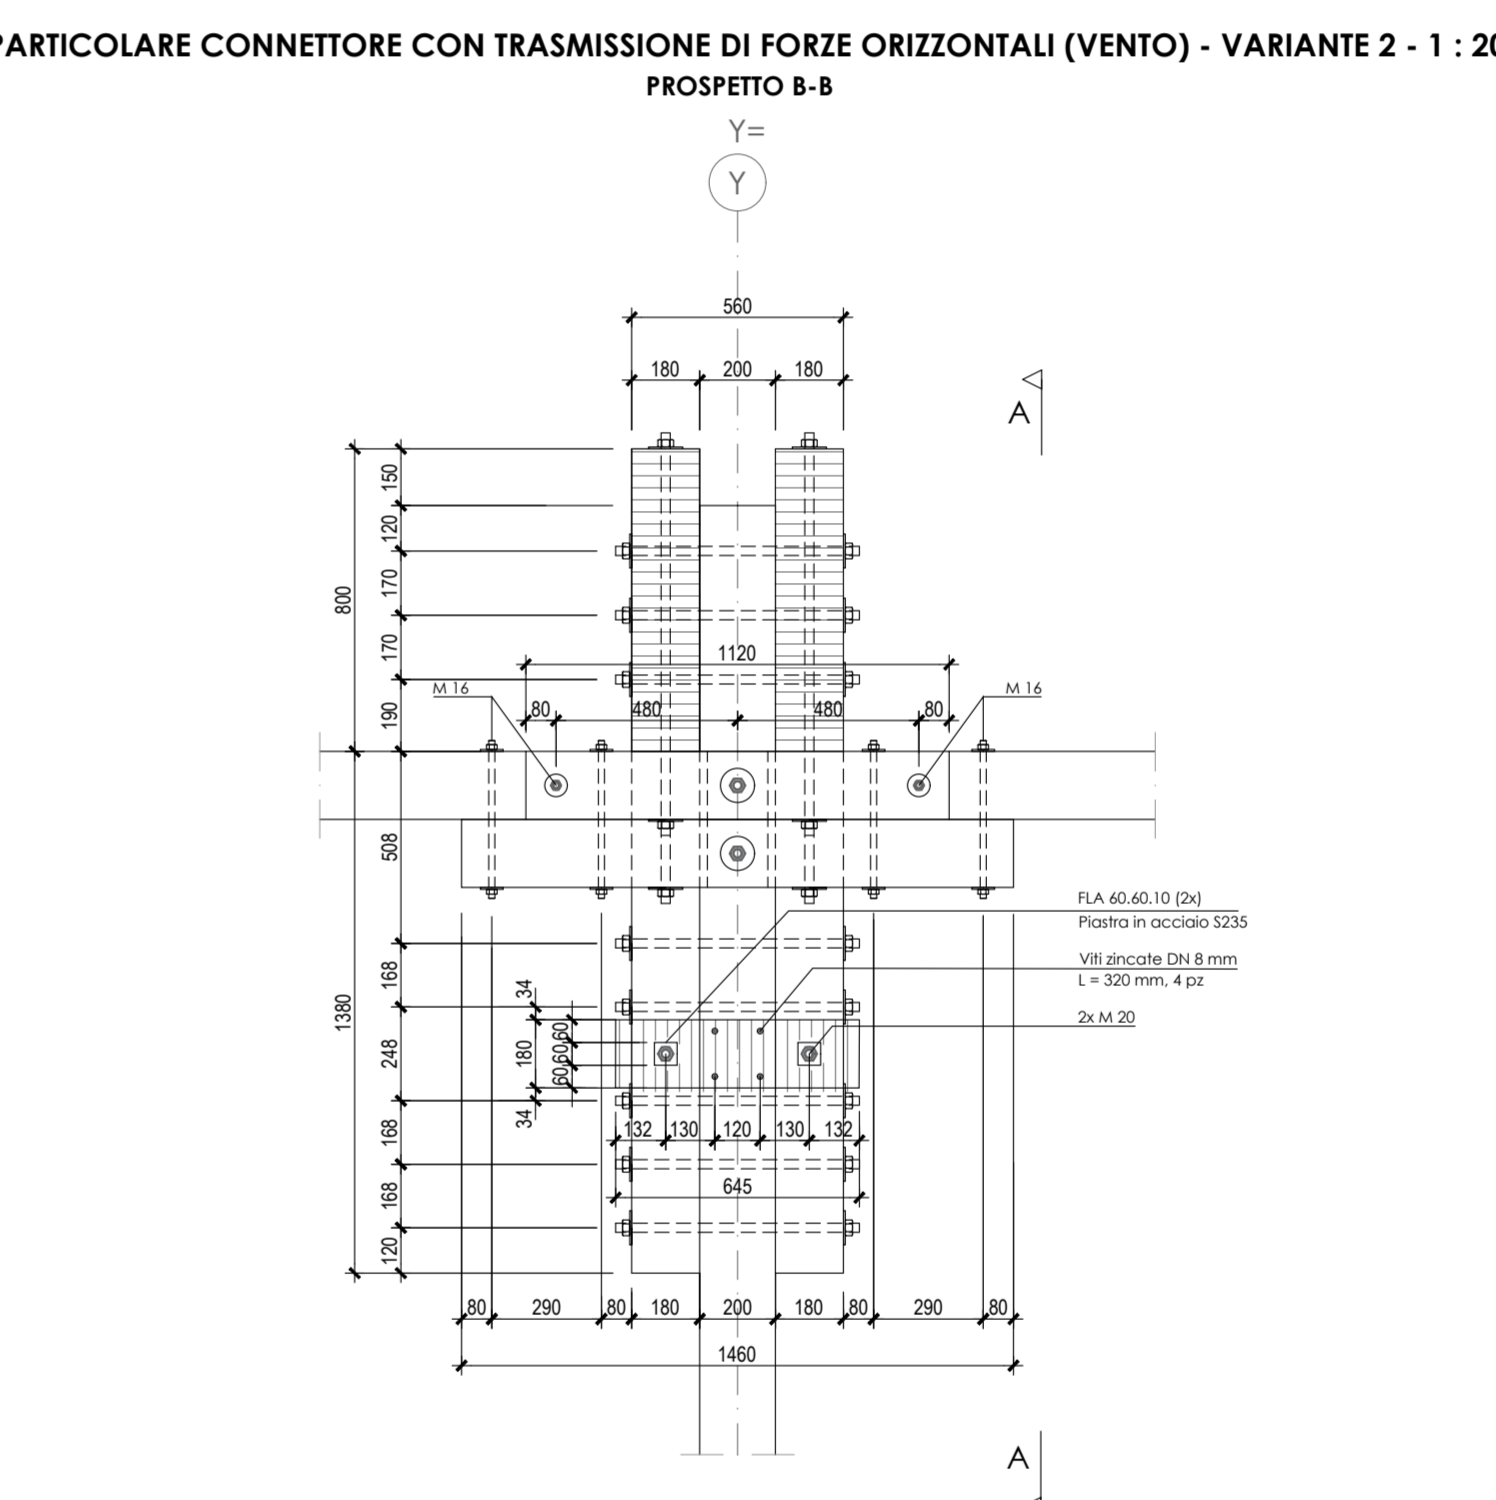 PARTICOLARE CONNETTORE CON TRASMISSIONE DI FORZE ORIZZONTALI (VENTO) - VARIANTE 2 - 1 : 20
PROSPETTO B-B
Y=
Y
560
180 200 180
A
150
120
170
800
170
190
1120
M 16
M 16
80 480 480 80
508
FLA 60.60.10 (2x)
Piastra in acciaio S235
Viti zincate DN 8 mm
L = 320 mm, 4 pz
2x M 20
168
34
1380
248
180
60 60 60
34
132 130 120 130 132
168
645
168
120
80 290 80 180 200 180 80 290 80
1460
A